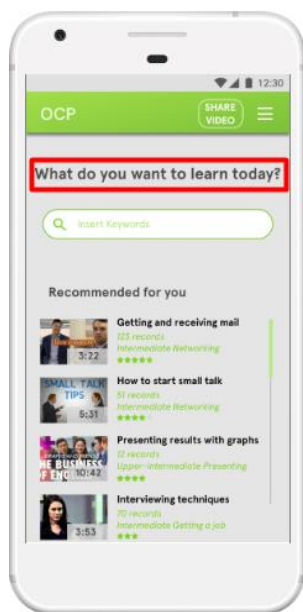 12:30
OCP
SHARE
VIDEO
What do you want to learn today?
Insert Keywords
Recommended for you
Getting and receiving mail
123 records
Intermediate Networking
3:22
SMALL TALK
TIPS
5:31
How to start small talk
51 records
Intermediate Networking
10:42
Presenting results with graphs
12 records
Upper-Intermediate Presenting
3:53
Interviewing techniques
70 records
Intermediate Getting a job